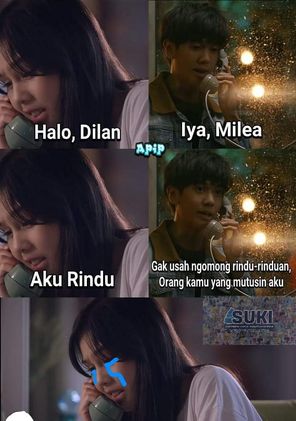 Halo, Dilan
Iya, Milea
Apip
Aku Rindu
Gak usah ngomong rindu-rinduan,
Orang kamu yang mutusin aku
SUKI